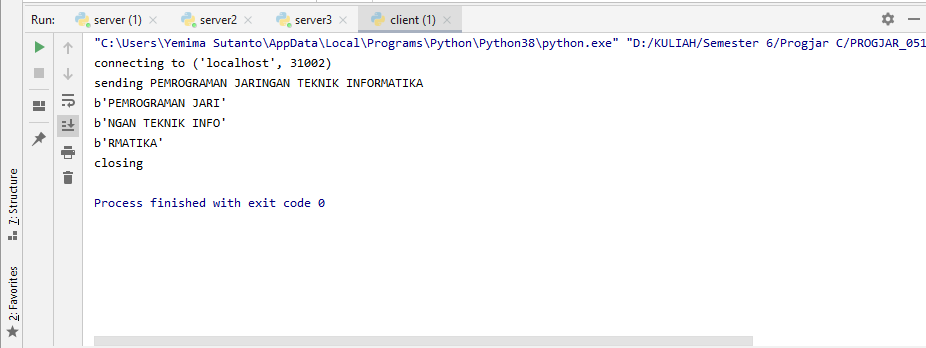 Run: server (1) server2 server3 client (1)
"C:\Users\Yemima Sutanto\AppData\Local\Programs\Python\Python38\python.exe" "D:/KULIAH/Semester 6/Progjar C/PROGJAR_051
connecting to ('localhost', 31002)
sending PEMROGRAMAN JARINGAN TEKNIK INFORMATIKA
b'PEMROGRAMAN JARI'
b'NGAN TEKNIK INFO'
b'RMATIKA'
closing
Process finished with exit code 0
7: Structure
2: Favorites